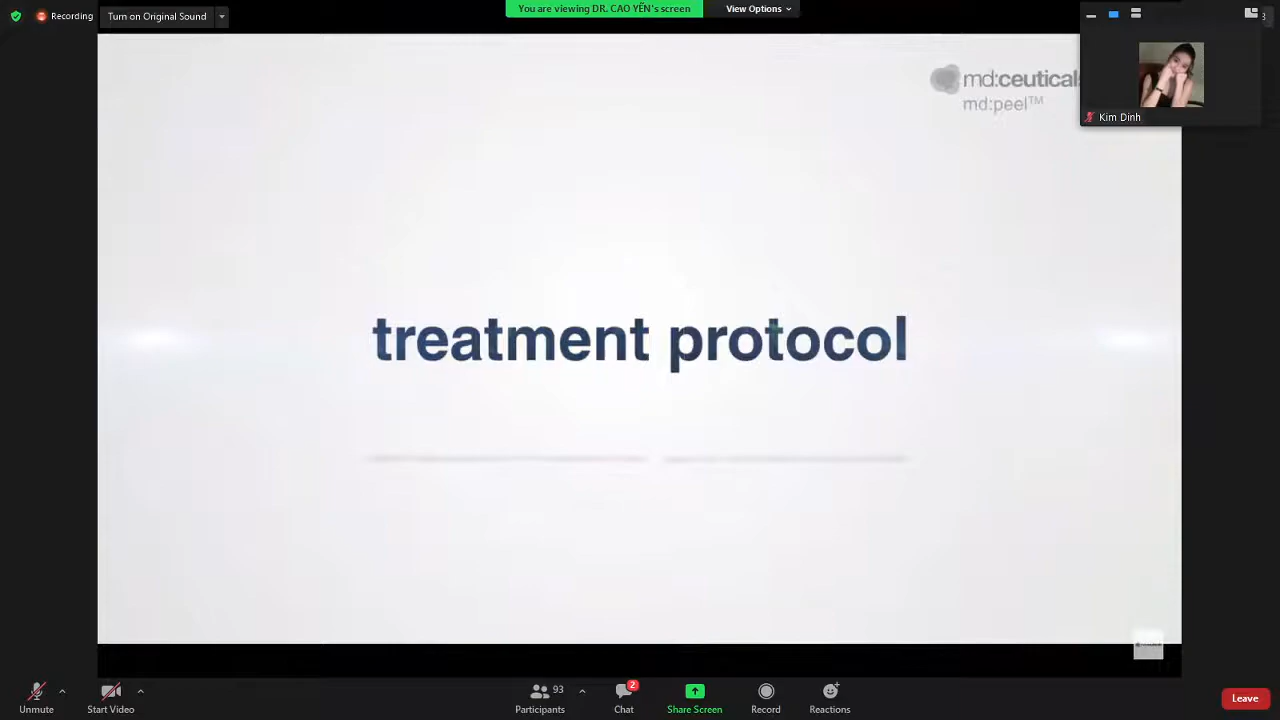 Recording
Turn on Original Sound
You are viewing DR. CAO YẾN's screen
View Options
md:ceuticals
md:peel™
Kim Dinh
treatment protocol
Unmute
Start Video
93
Participants
2
Chat
Share Screen
Record
Reactions
Leave